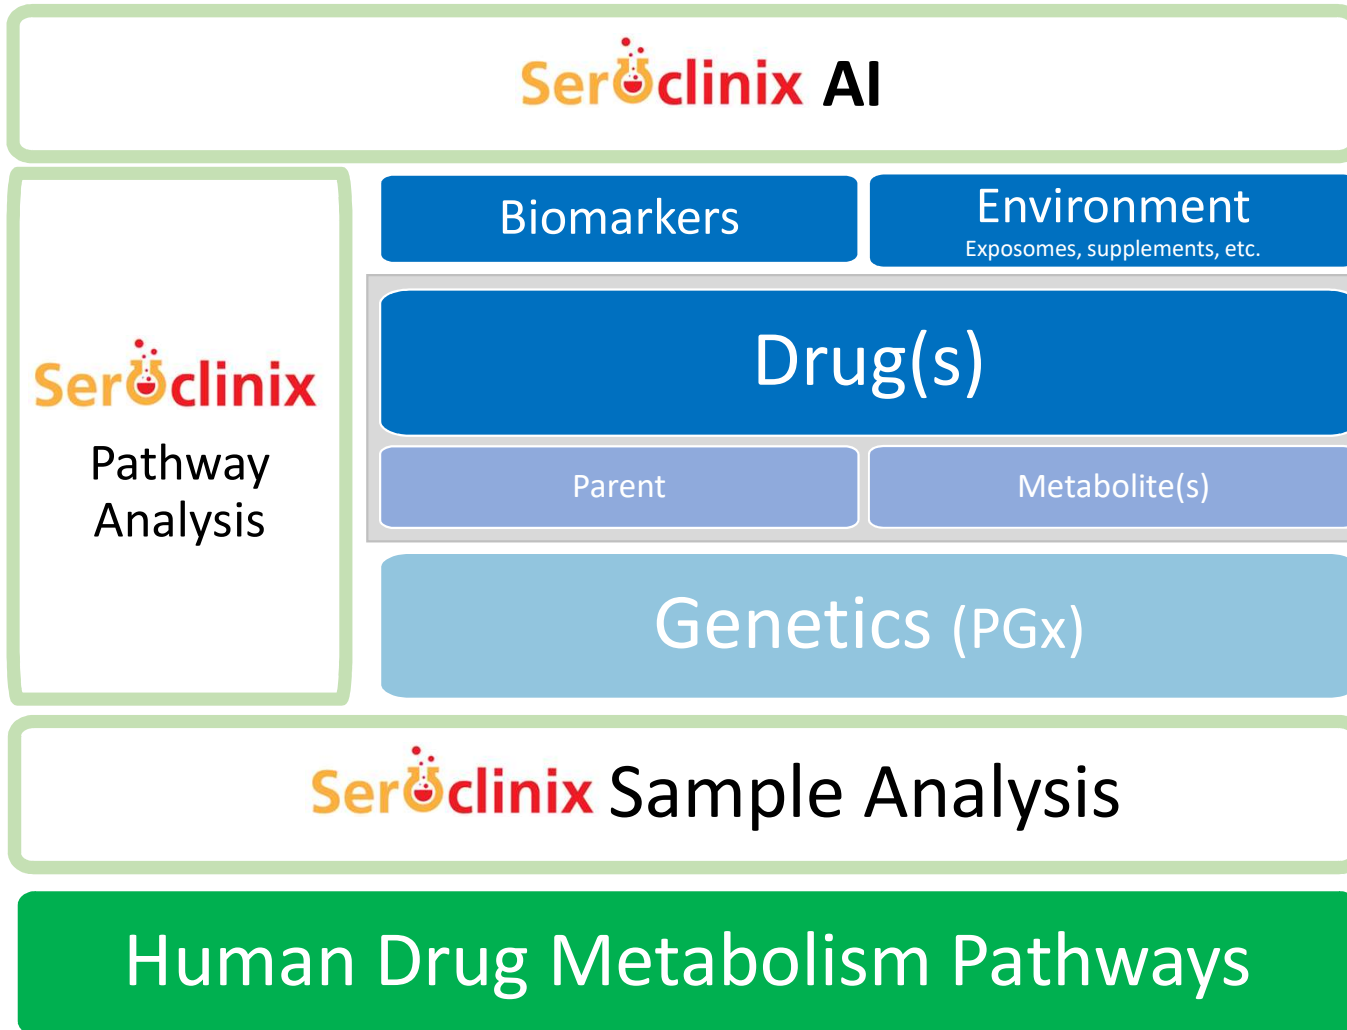 Seroclinix AI
Biomarkers
Environment
Exposomes, supplements, etc.
Seroclinix
Pathway
Analysis
Drug(s)
Parent
Metabolite(s)
Genetics (PGx)
Seroclinix Sample Analysis
Human Drug Metabolism Pathways